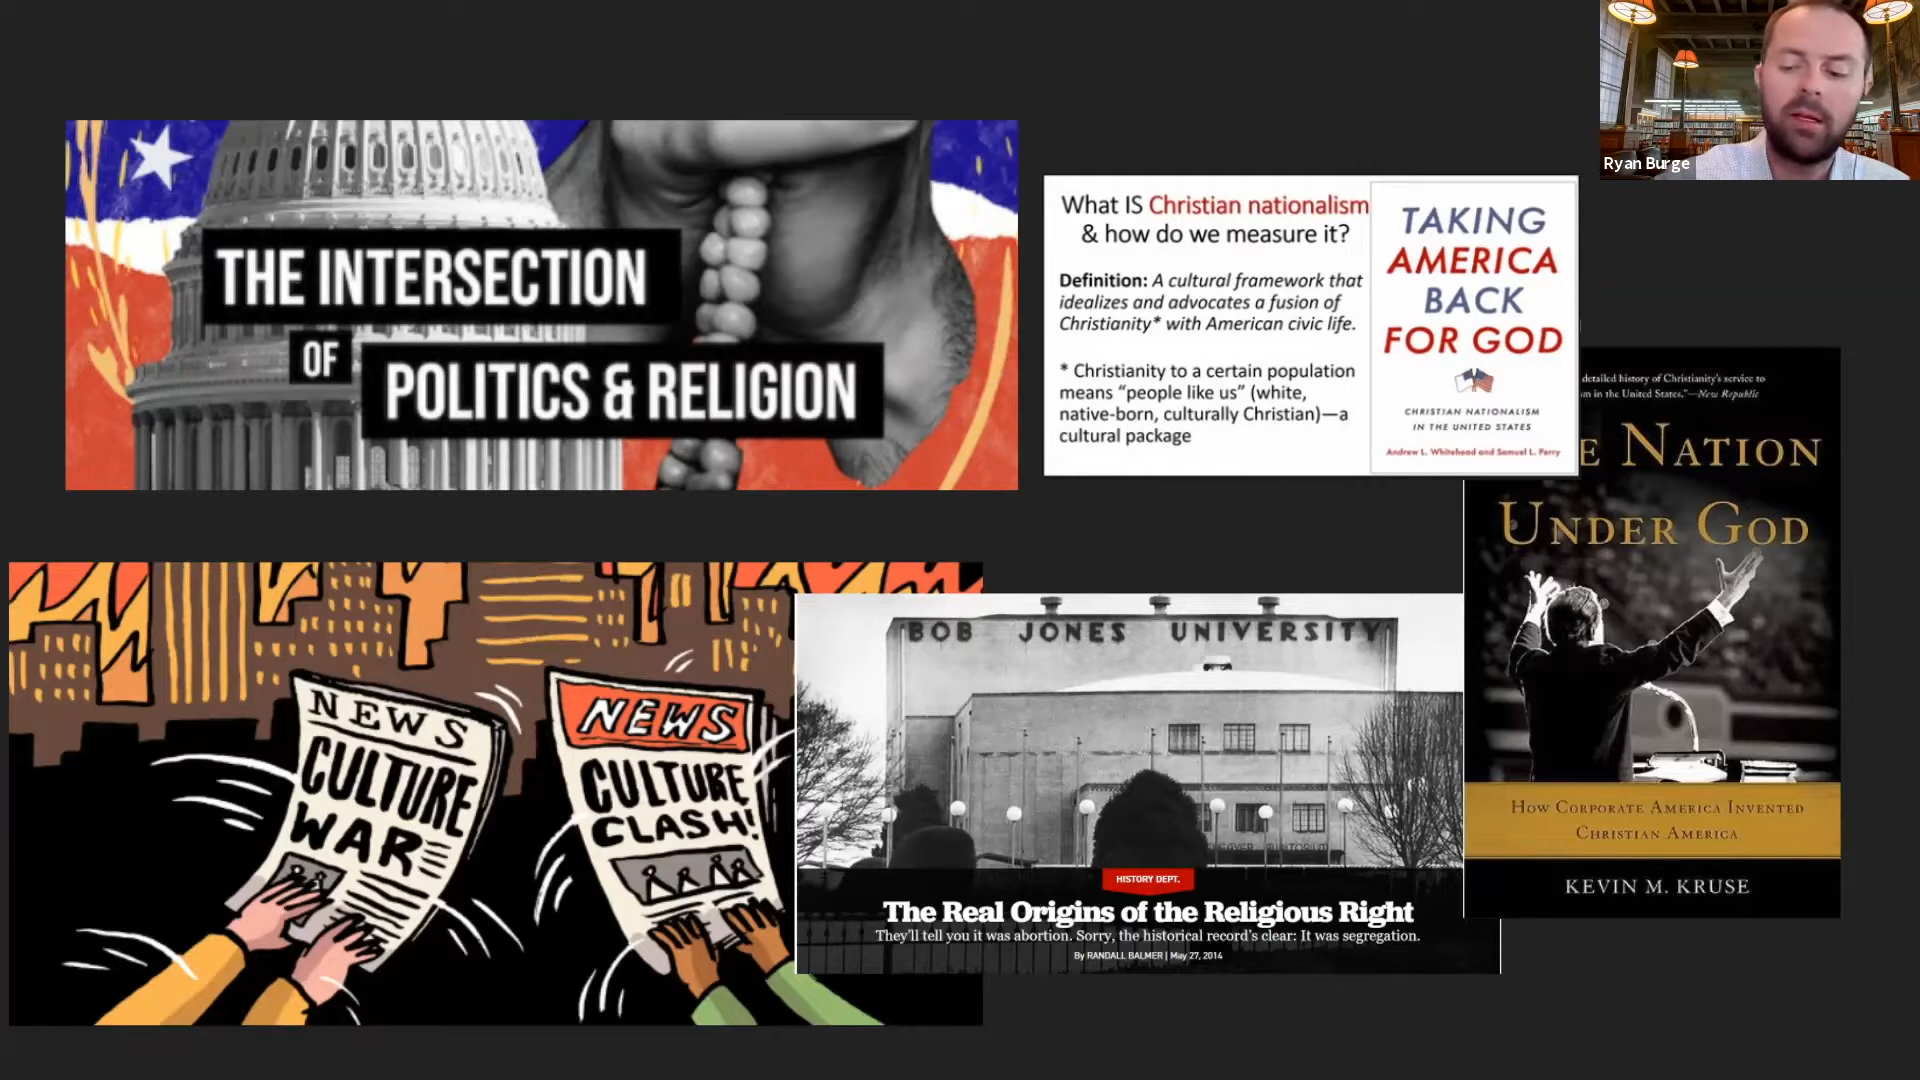 Ryan Burge
THE INTERSECTION
OF
POLITICS & RELIGION
What IS Christian nationalism
& how do we measure it?
Definition: A cultural framework that
idealizes and advocates a fusion of
Christianity* with American civic life.
* Christianity to a certain population
means “people like us” (white,
native-born, culturally Christin)—a
cultural package
TAKING
AMERICA
BACK
FOR GOD
CHRISTIAN NATIONALISM
IN THE UNITED STATES
Andrew L. Whitehead and Samuel L. Perry
detailed history of Christianity's service to
in the United States,"—New Republic
NATION
UNDER GOD
HOW CORPORATE AMERICA INVENTED
CHRISTIAN AMERICA
KEVIN M. KRUSE
NEWS
CULTURE
WAR
NEWS
CULTURE
CLASH!
BOB JONES UNIVERSITY
HISTORY DEPT.
The Real Origins of the Religious Right
They'll tell you it was abortion. Sorry, the historical record's clear: It was segregation.
By RANDALL BALMER | May 27, 2014